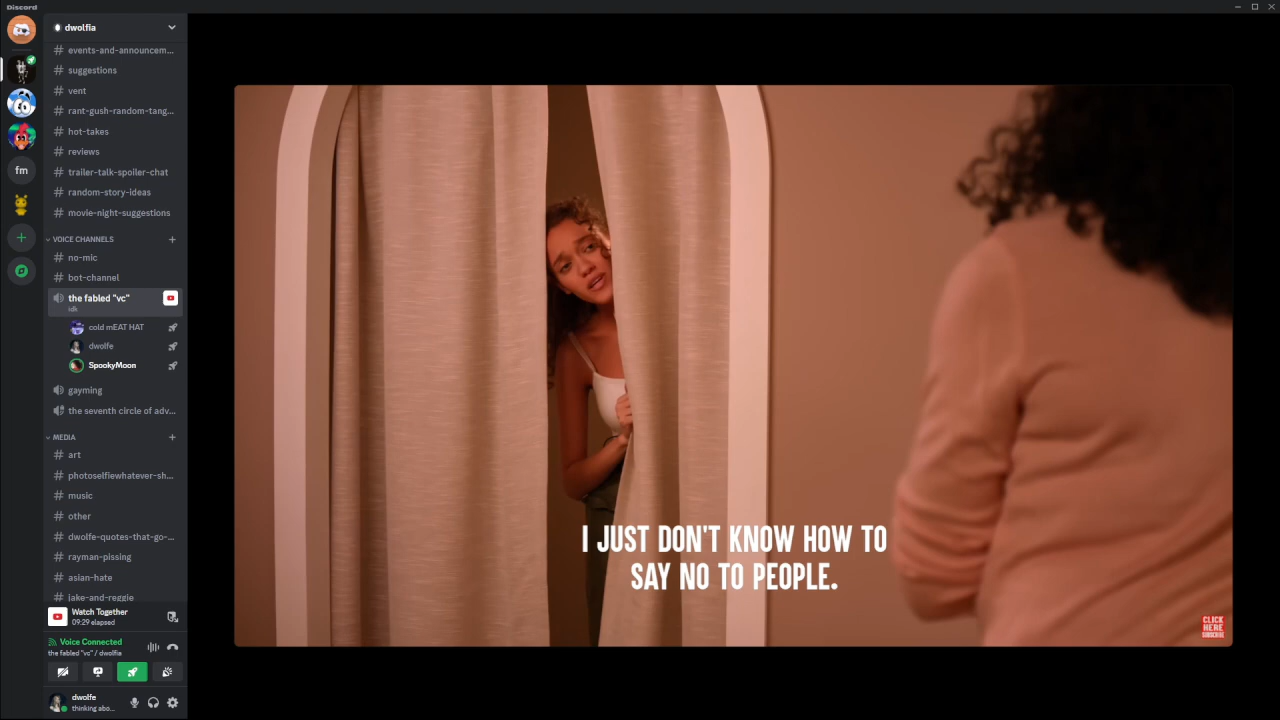 Discord
dwolfia
events-and-announcem...
suggestions
vent
rant-gush-random-tang...
hot-takes
reviews
trailer-talk-spoiler-chat
random-story-ideas
movie-night-suggestions
VOICE CHANNELS
no-mic
bot-channel
the fabled "vc"
idk
cold mEAT HAT
dwolfe
SpookyMoon
gayming
the seventh circle of adv...
MEDIA
art
photoselfiewhatever-sh...
music
other
dwolfe-quotes-that-go-...
rayman-pissing
asian-hate
jake-and-reggie
Watch Together
09:29 elapsed
Voice Connected
the fabled "vc" / dwolfia
dwolfe
thinking abo...
fm
I JUST DON'T KNOW HOW TO
SAY NO TO PEOPLE.
CLICK
HERE
SUBSCRIBE